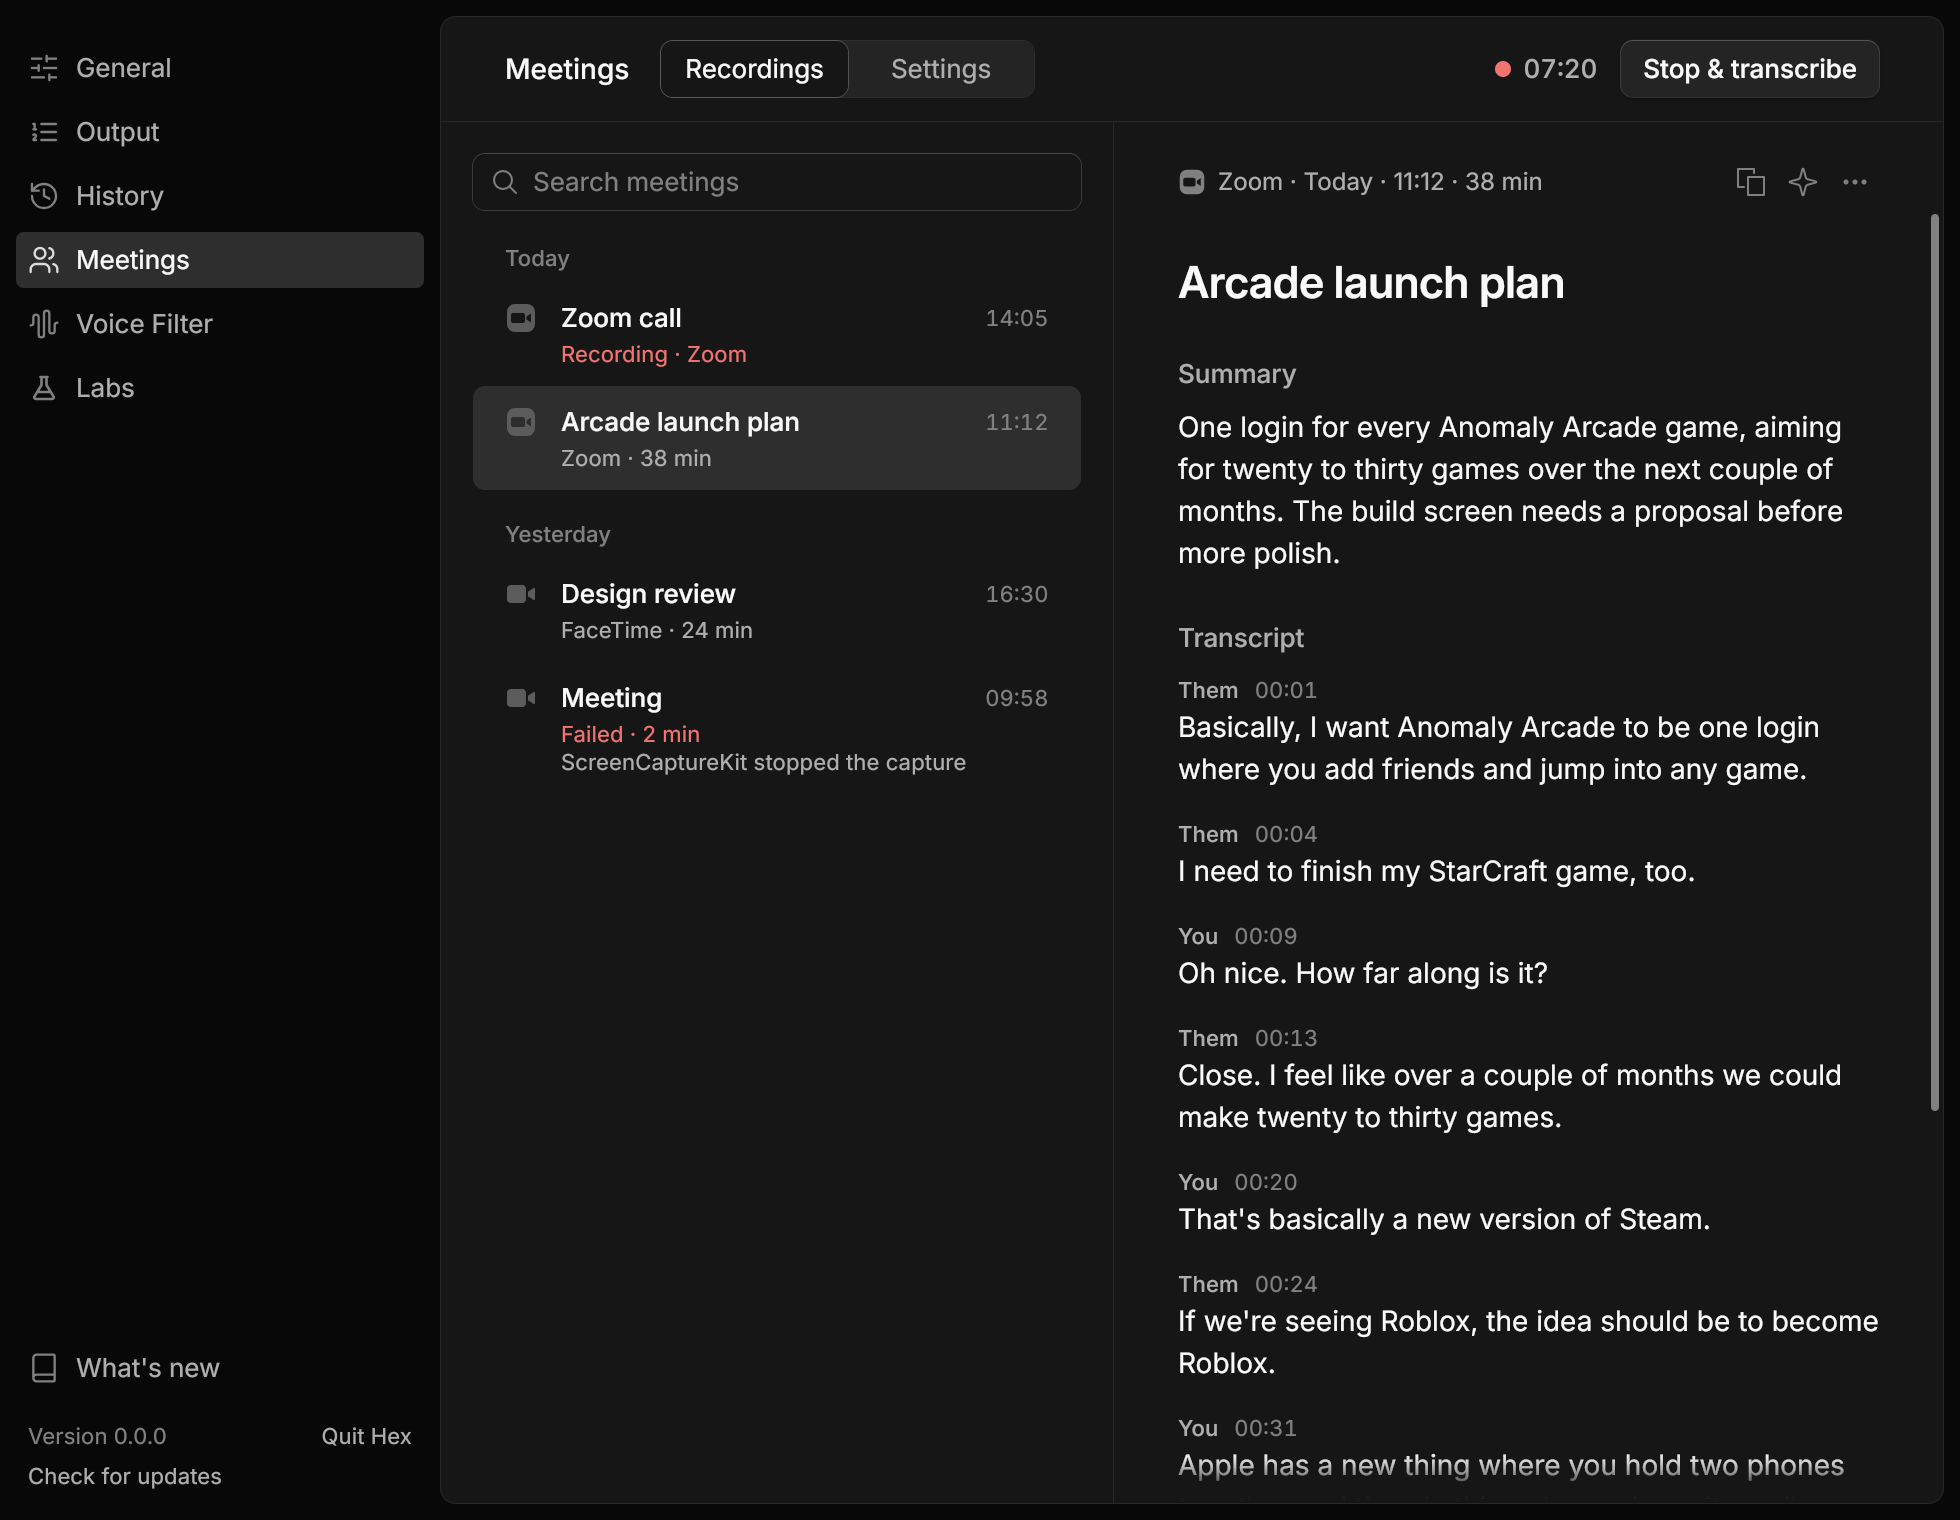 General
Output
History
Meetings
Voice Filter
Labs
What's new
Version 0.0.0
Quit Hex
Check for updates
Meetings
Recordings
Settings
07:20
Stop & transcribe
Search meetings
Today
Zoom call
14:05
Recording · Zoom
Arcade launch plan
11:12
Zoom · 38 min
Yesterday
Design review
16:30
FaceTime · 24 min
Meeting
09:58
Failed · 2 min
ScreenCaptureKit stopped the capture
Zoom · Today · 11:12 · 38 min
Arcade launch plan
Summary
One login for every Anomaly Arcade game, aiming
for twenty to thirty games over the next couple of
months. The build screen needs a proposal before
more polish.
Transcript
Them 00:01
Basically, I want Anomaly Arcade to be one login
where you add friends and jump into any game.
Them 00:04
I need to finish my StarCraft game, too.
You 00:09
Oh nice. How far along is it?
Them 00:13
Close. I feel like over a couple of months we could
make twenty to thirty games.
You 00:20
That's basically a new version of Steam.
Them 00:24
If we're seeing Roblox, the idea should be to become
Roblox.
You 00:31
Apple has a new thing where you hold two phones